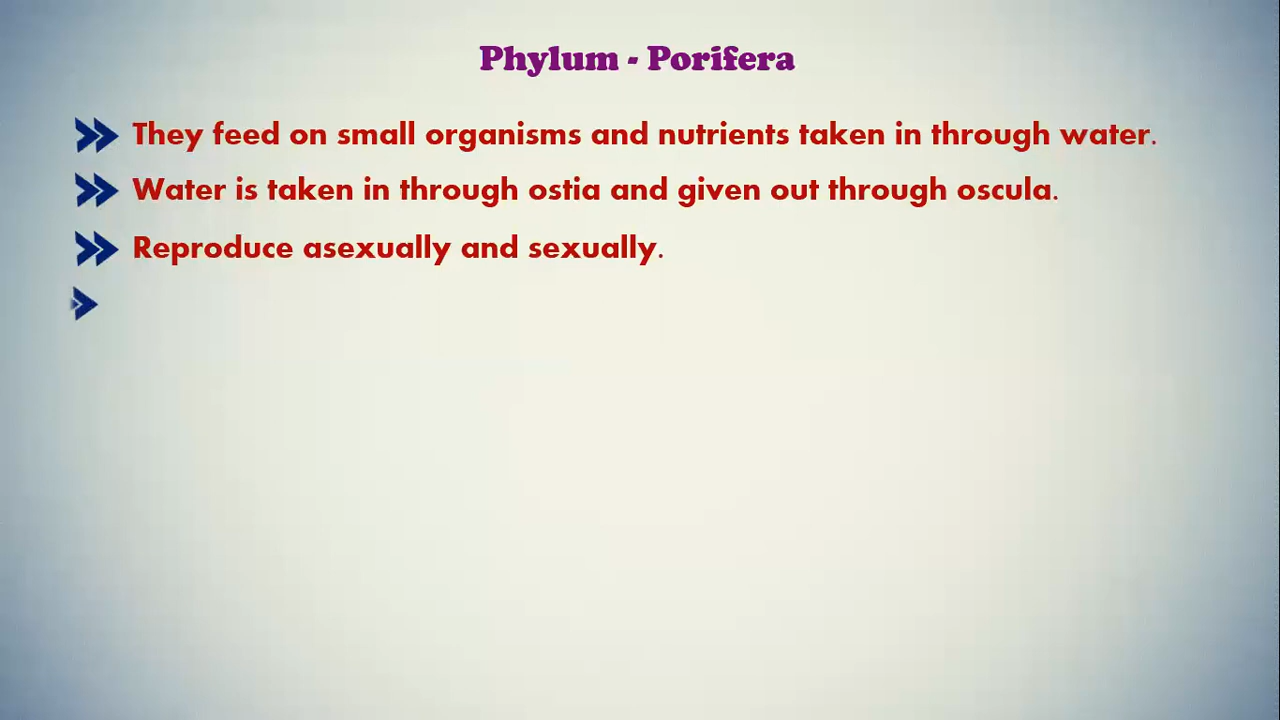 Phylum - Porifera
They feed on small organisms and nutrients taken in through water.
Water is taken in through ostia and given out through oscula.
Reproduce asexually and sexually.